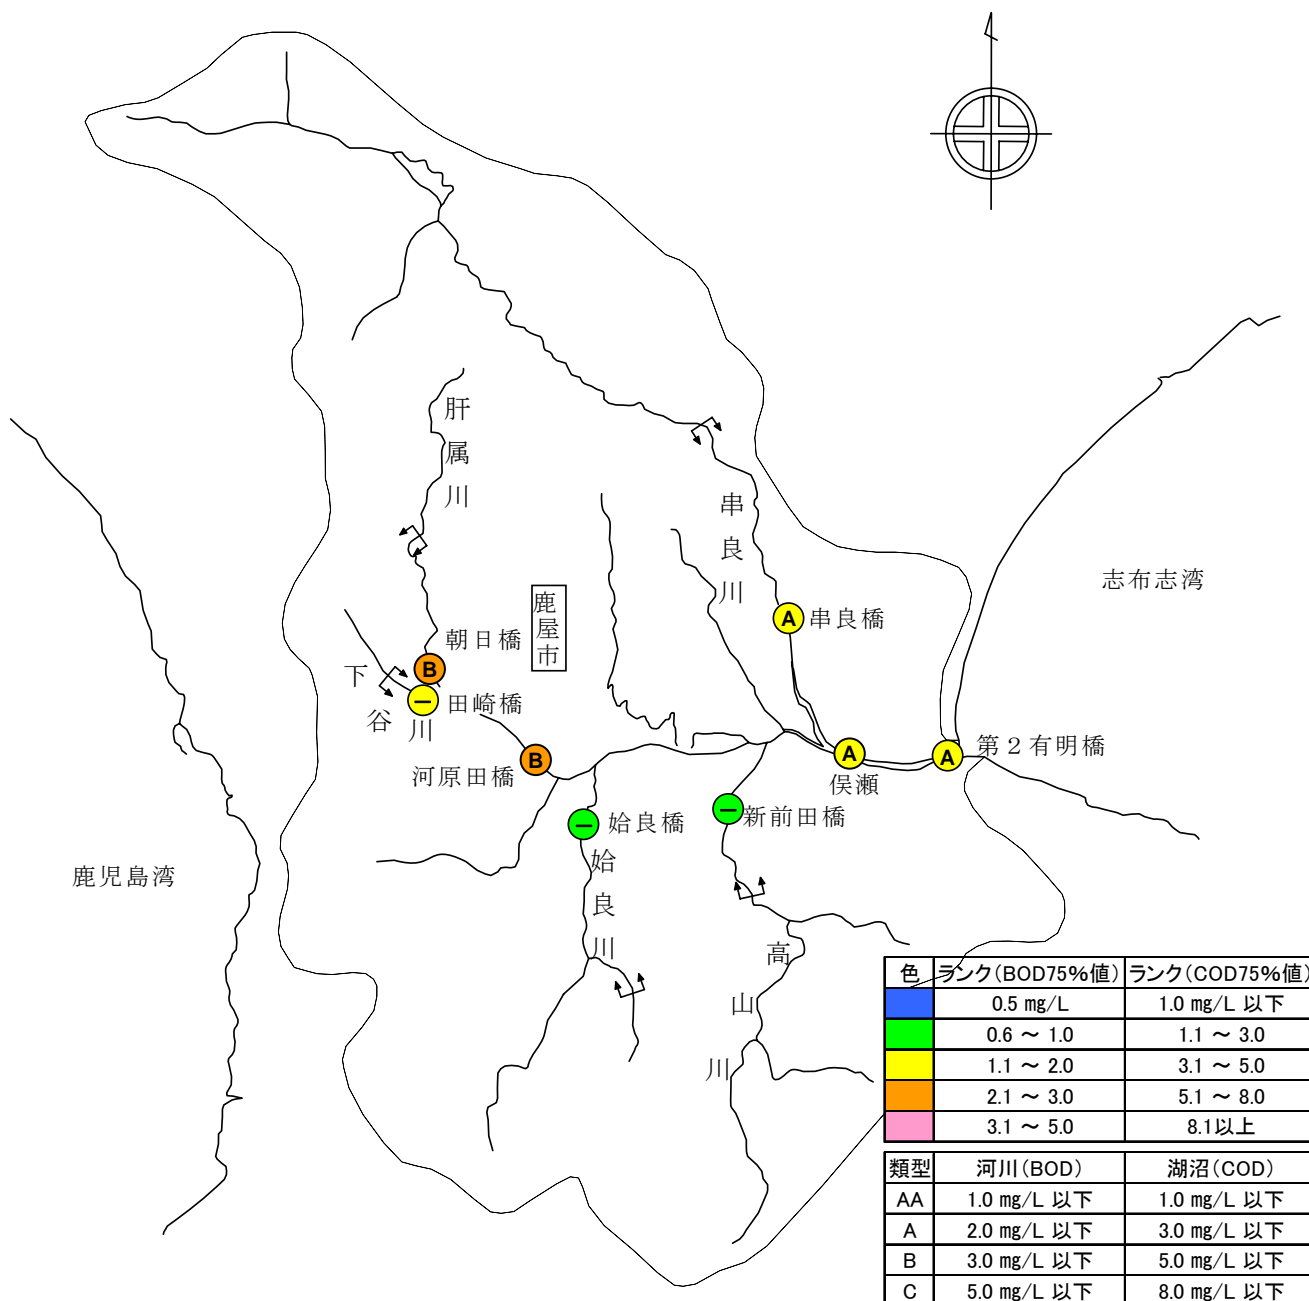 肝属川
串良川
志布志湾
鹿屋市
A
串良橋
朝日橋
B
下谷川
ー
田崎橋
B
河原田橋
A
俣瀬
A
第2有明橋
ー
姶良橋
ー
新前田橋
鹿児島湾
姶良川
高山川
色 ランク(BOD75%値) ランク(COD75%値)
0.5 mg/L 1.0 mg/L 以下
0.6 ～ 1.0 1.1 ～ 3.0
1.1 ～ 2.0 3.1 ～ 5.0
2.1 ～ 3.0 5.1 ～ 8.0
3.1 ～ 5.0 8.1以上
類型 河川(BOD) 湖沼(COD)
AA 1.0 mg/L 以下 1.0 mg/L 以下
A 2.0 mg/L 以下 3.0 mg/L 以下
B 3.0 mg/L 以下 5.0 mg/L 以下
C 5.0 mg/L 以下 8.0 mg/L 以下